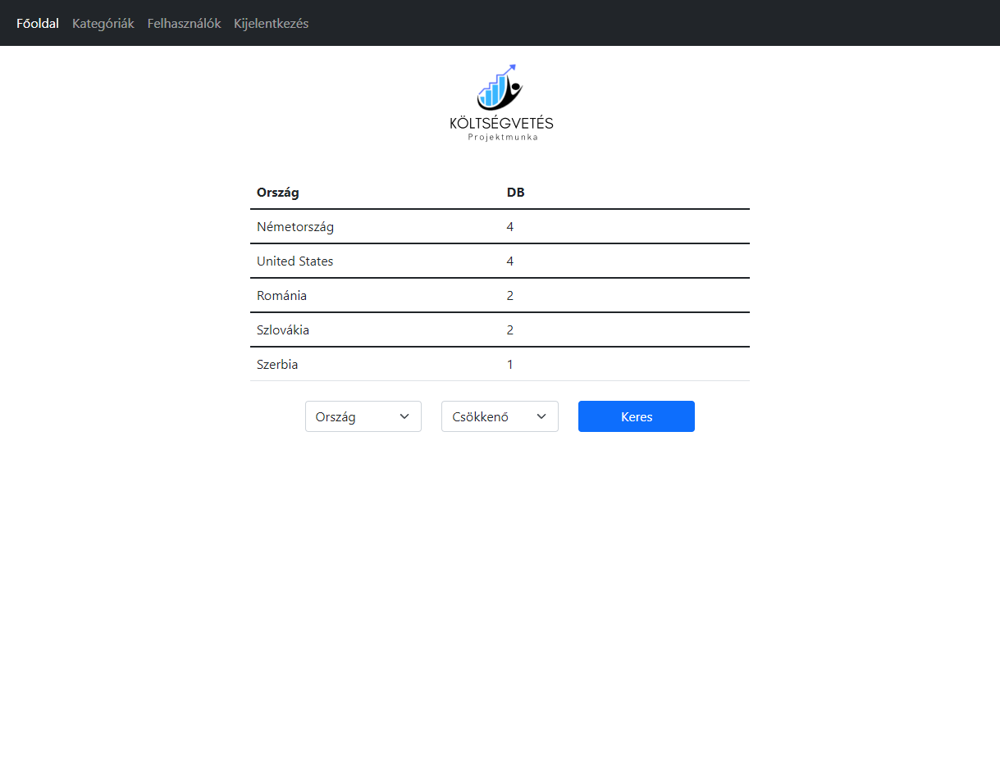 Főoldal Kategóriák Felhasználók Kijelentkezés
KÖLTSÉGVETÉS
Projektmunka
Ország DB
Németország 4
United States 4
Románia 2
Szlovákia 2
Szerbia 1
Ország Csökkenő Keres